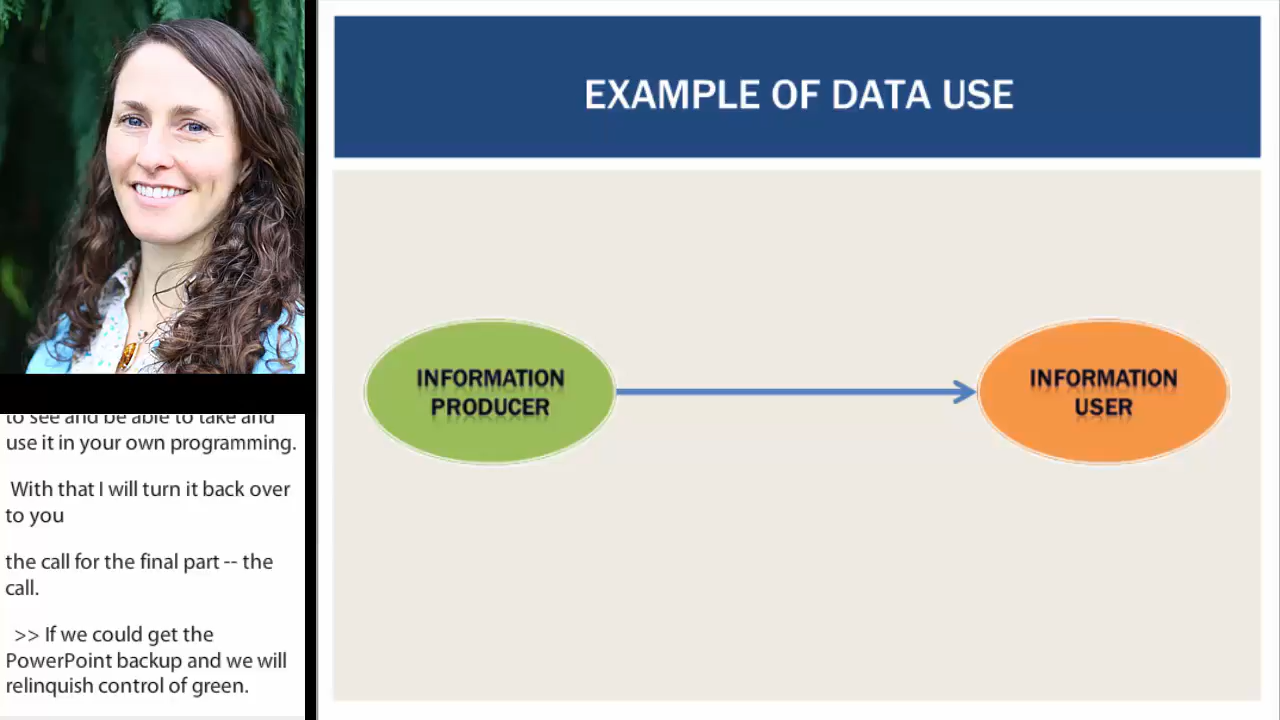 EXAMPLE OF DATA USE
INFORMATION
PRODUCER
INFORMATION
USER
to see and be able to take and
use it in your own programming.
With that I will turn it back over
to you
the call for the final part -- the
call.
>> If we could get the
PowerPoint backup and we will
relinquish control of green.